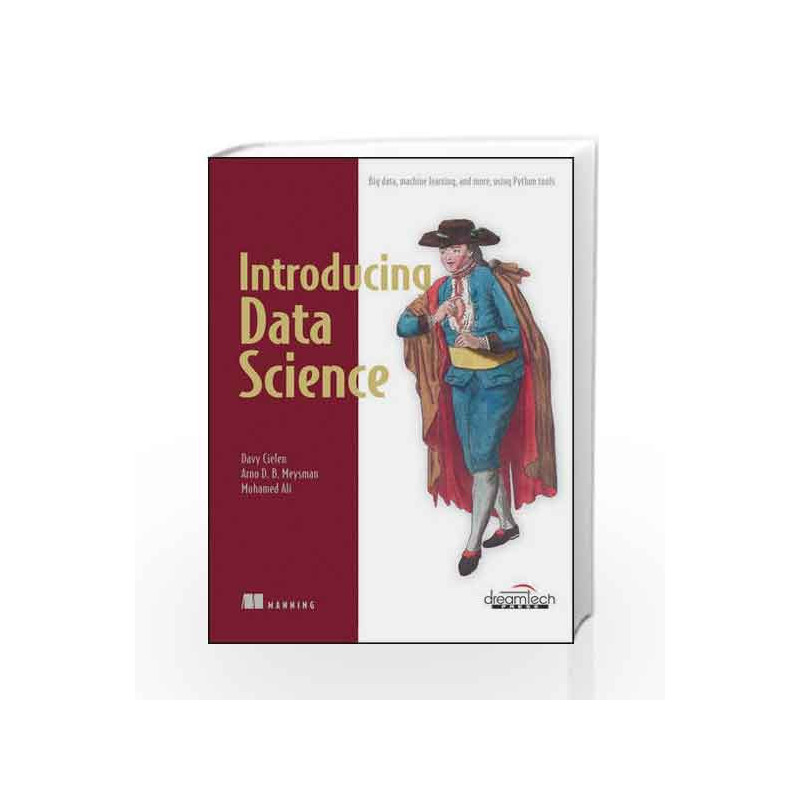 Big data, machine learning, and more, using Python tools
Introducing
Data
Science
Davy Cielen
Arno D. B. Meysman
Mohamed Ali
MANNING
dreamtech
PRESS